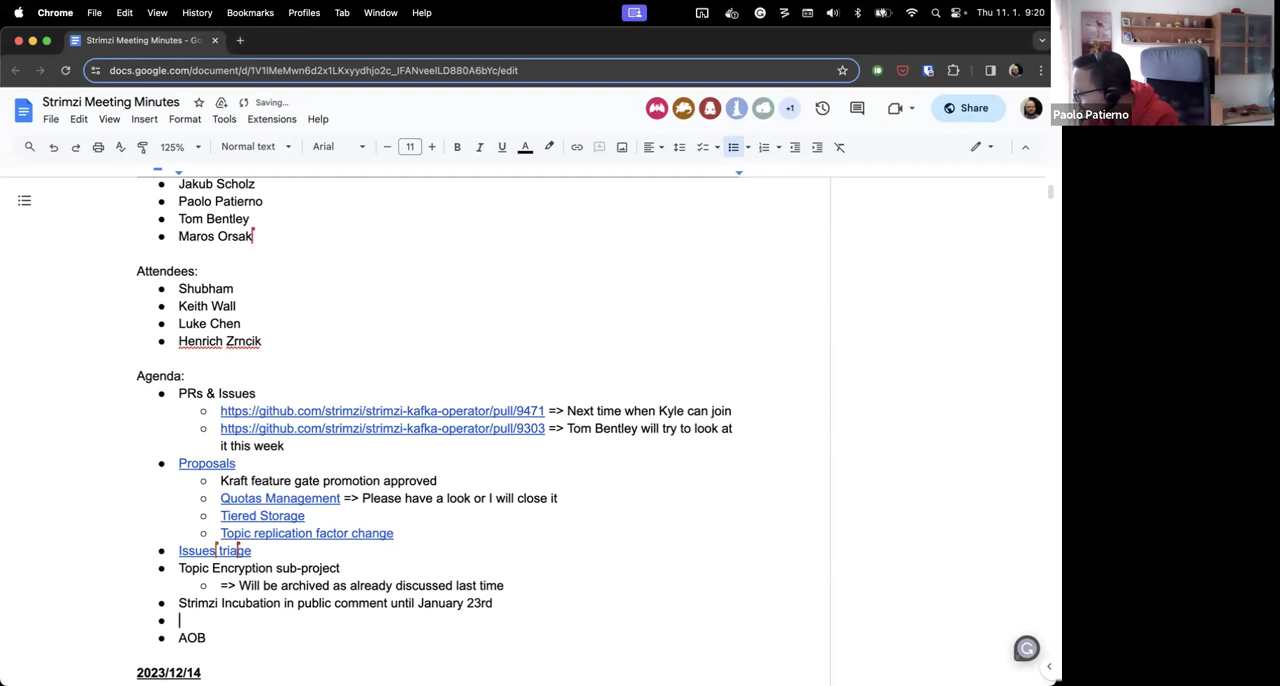 Chrome File Edit View History Bookmarks Profiles Tab Window Help Thu 11. 1. 9:20
Strimzi Meeting Minutes - Go
docs.google.com/document/d/1V1lMeMwn6d2x1LKxyydhjo2c_lFANveelLD880A6bYc/edit
Strimzi Meeting Minutes Saving...
+1 Share
File Edit View Insert Format Tools Extensions Help
125% Normal text Arial 11
Paolo Patierno
Jakub Scholz
Paolo Patierno
Tom Bentley
Maros Orsak
Attendees:
Shubham
Keith Wall
Luke Chen
Henrich Zrncik
Agenda:
PRs & Issues
https://github.com/strimzi/strimzi-kafka-operator/pull/9471 => Next time when Kyle can join
https://github.com/strimzi/strimzi-kafka-operator/pull/9303 => Tom Bentley will try to look at
it this week
Proposals
Kraft feature gate promotion approved
Quotas Management => Please have a look or I will close it
Tiered Storage
Topic replication factor change
Issues triage
Topic Encryption sub-project
=> Will be archived as already discussed last time
Strimzi Incubation in public comment until January 23rd
AOB
2023/12/14